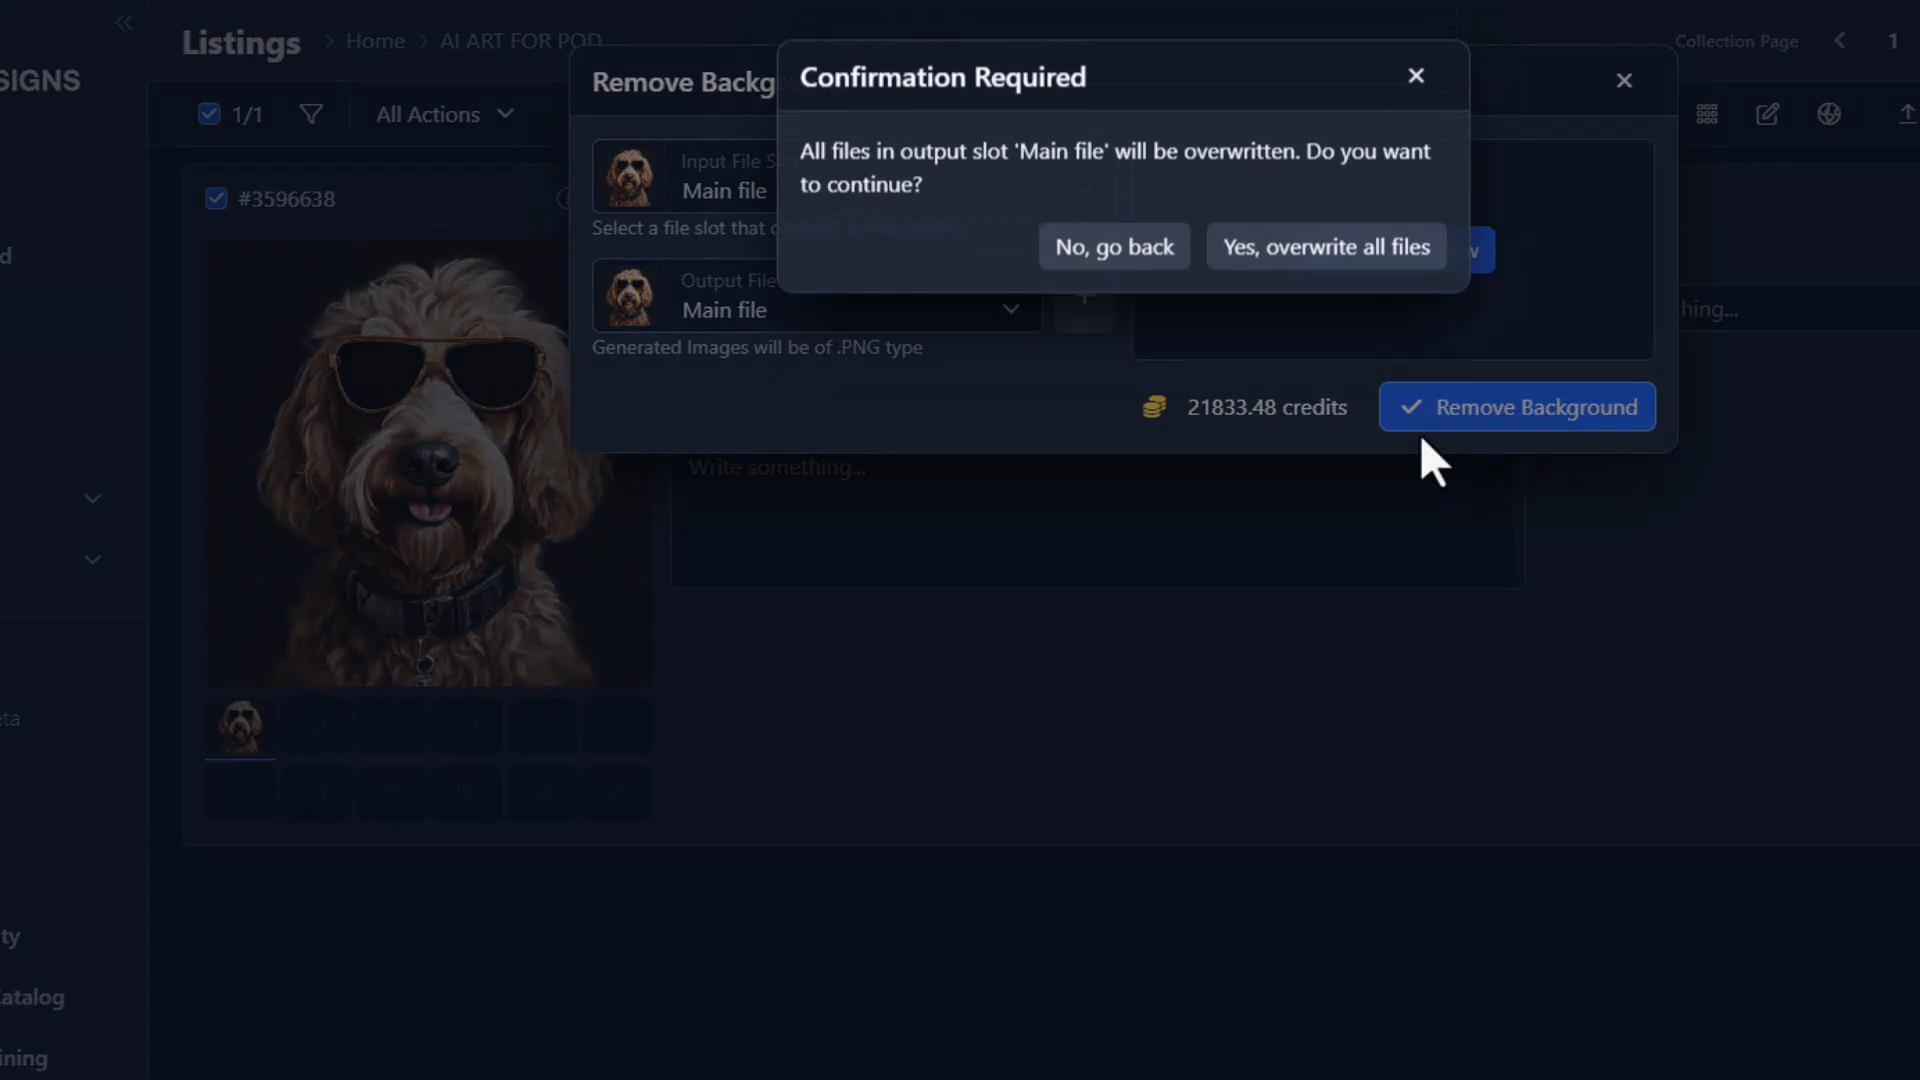 Listings
Home
AI ART FOR POD
Collection Page
1
SIGNS
1/1
All Actions
#3596638
Remove Backg
Confirmation Required
All files in output slot 'Main file' will be overwritten. Do you want
to continue?
No, go back
Yes, overwrite all files
Input File S
Main file
Select a file slot that
Output File
Main file
Generated Images will be of .PNG type
21833.48 credits
Remove Background
Write something...
hing...
d
eta
ty
atalog
ining